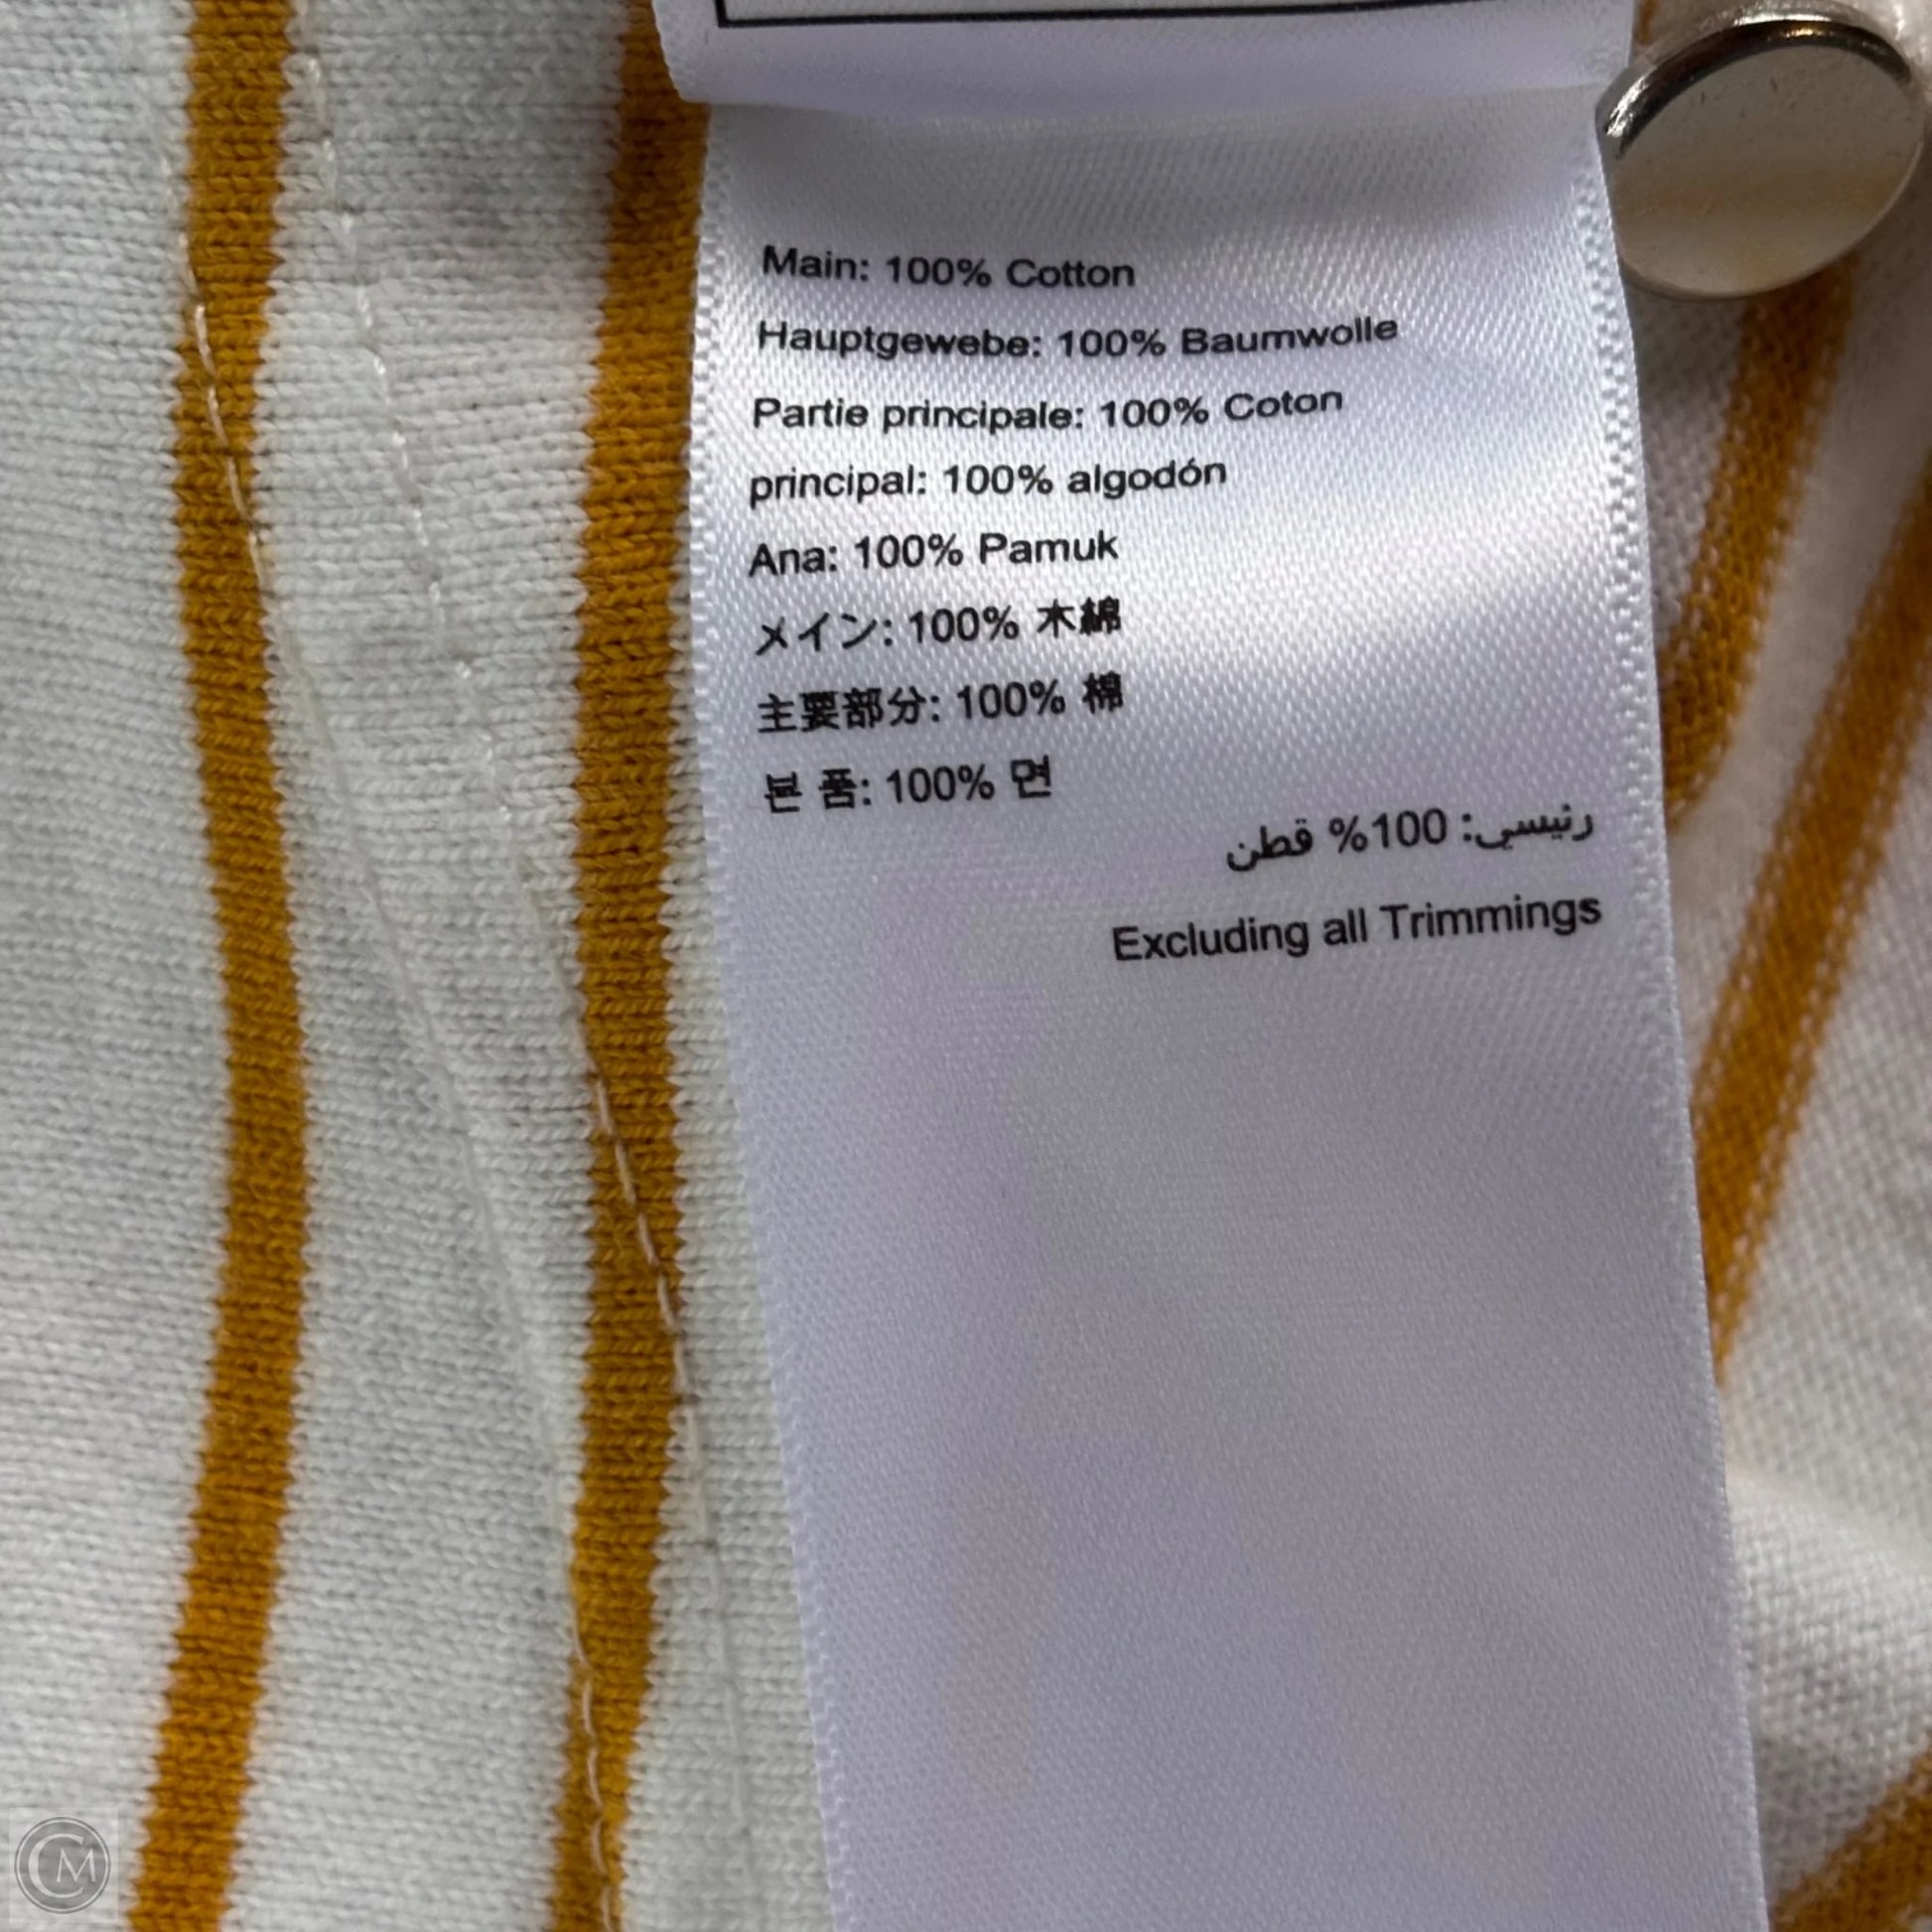 Main: 100% Cotton
Hauptgewebe: 100% Baumwolle
Partie principale: 100% Coton
principal: 100% algodón
Ana: 100% Pamuk
メイン: 100% 木綿
主要部分: 100% 棉
본 품: 100% 면
رئيسي: 100% قطن
Excluding all Trimmings
CM